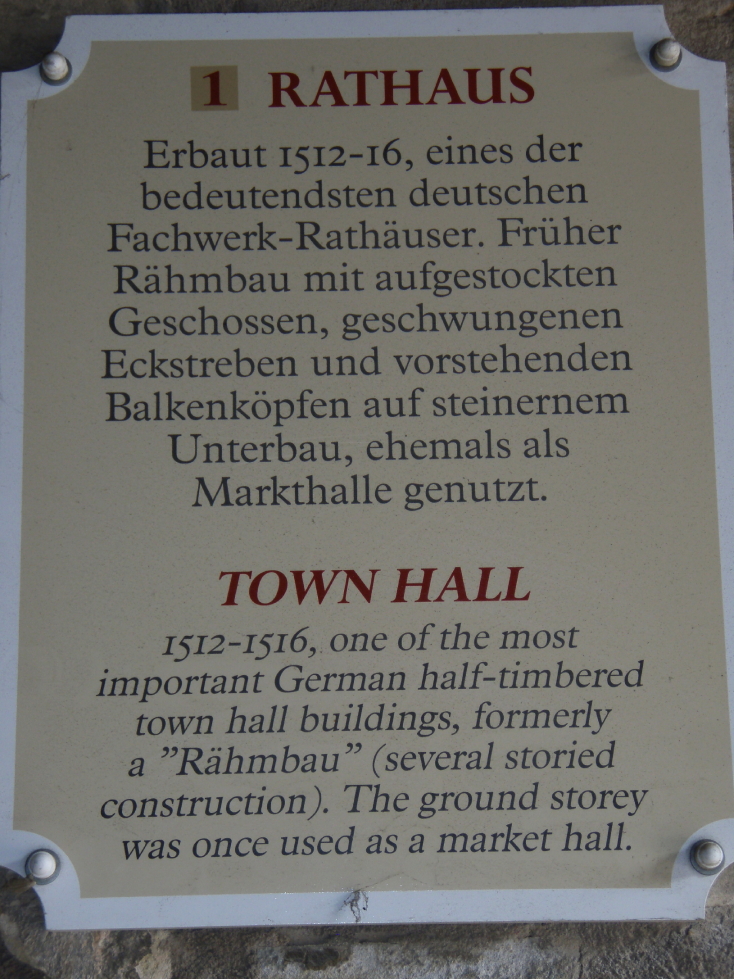 1 RATHAUS
Erbaut 1512-16, eines der
bedeutendsten deutschen
Fachwerk-Rathäuser. Früher
Rähmbau mit aufgestockten
Geschossen, geschwungenen
Eckstreben und vorstehenden
Balkenköpfen auf steinernem
Unterbau, ehemals als
Markthalle genutzt.
TOWN HALL
1512-1516, one of the most
important German half-timbered
town hall buildings, formerly
a ”Rähmbau” (several storied
construction). The ground storey
was once used as a market hall.